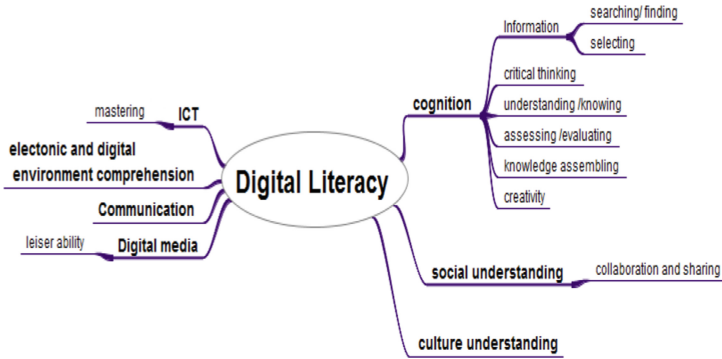 Digital Literacy
cognition
Information
searching/ finding
selecting
critical thinking
understanding /knowing
assessing /evaluating
knowledge assembling
creativity
social understanding
collaboration and sharing
culture understanding
ICT
mastering
electonic and digital
environment comprehension
Communication
Digital media
leiser ability